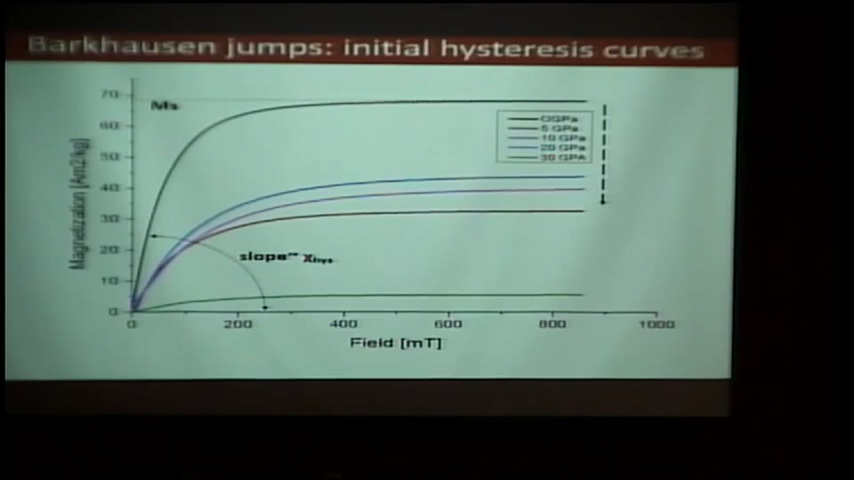 Barkhausen jumps: initial hysteresis curves
70
Ms
0GPa
5 GPa
10 GPa
20 GPa
30 GPA
60
50
40
30
20
10
0
Magnetization [Am2/kg]
slope~ χhys
0 200 400 600 800 1000
Field [mT]